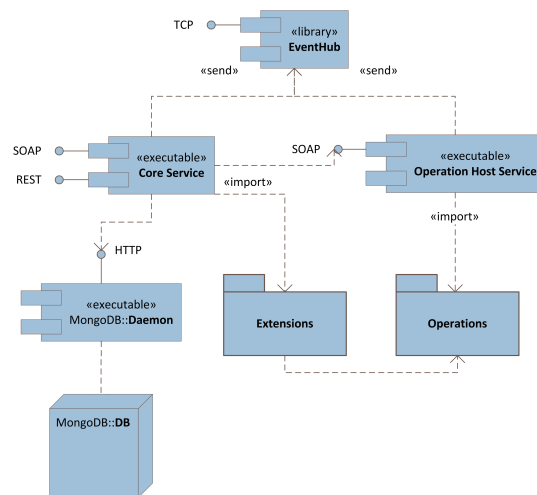 TCP
«library»
EventHub
«send»
«send»
SOAP
REST
«executable»
Core Service
SOAP
«executable»
Operation Host Service
«import»
«import»
HTTP
«executable»
MongoDB::Daemon
Extensions
Operations
MongoDB::DB